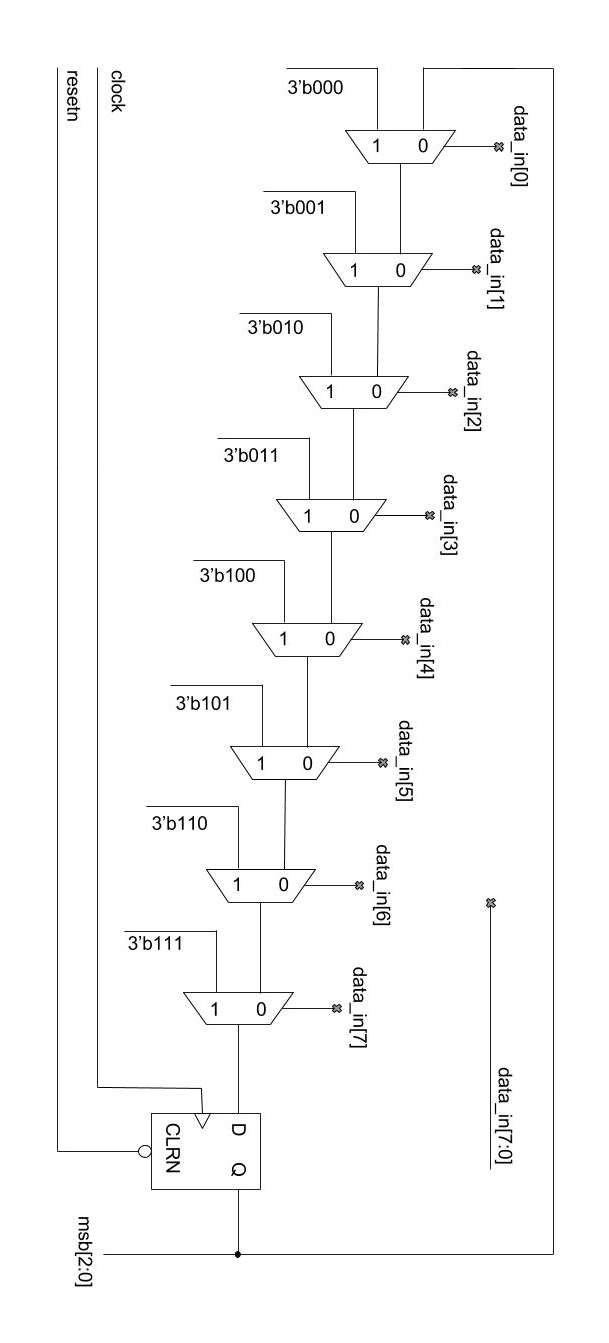 resetn
clock
3'b000
1 0
data_in[0]
3'b001
1 0
data_in[1]
3'b010
1 0
data_in[2]
3'b011
1 0
data_in[3]
3'b100
1 0
data_in[4]
3'b101
1 0
data_in[5]
3'b110
1 0
data_in[6]
3'b111
1 0
data_in[7]
data_in[7:0]
D Q
CLRN
msb[2:0]